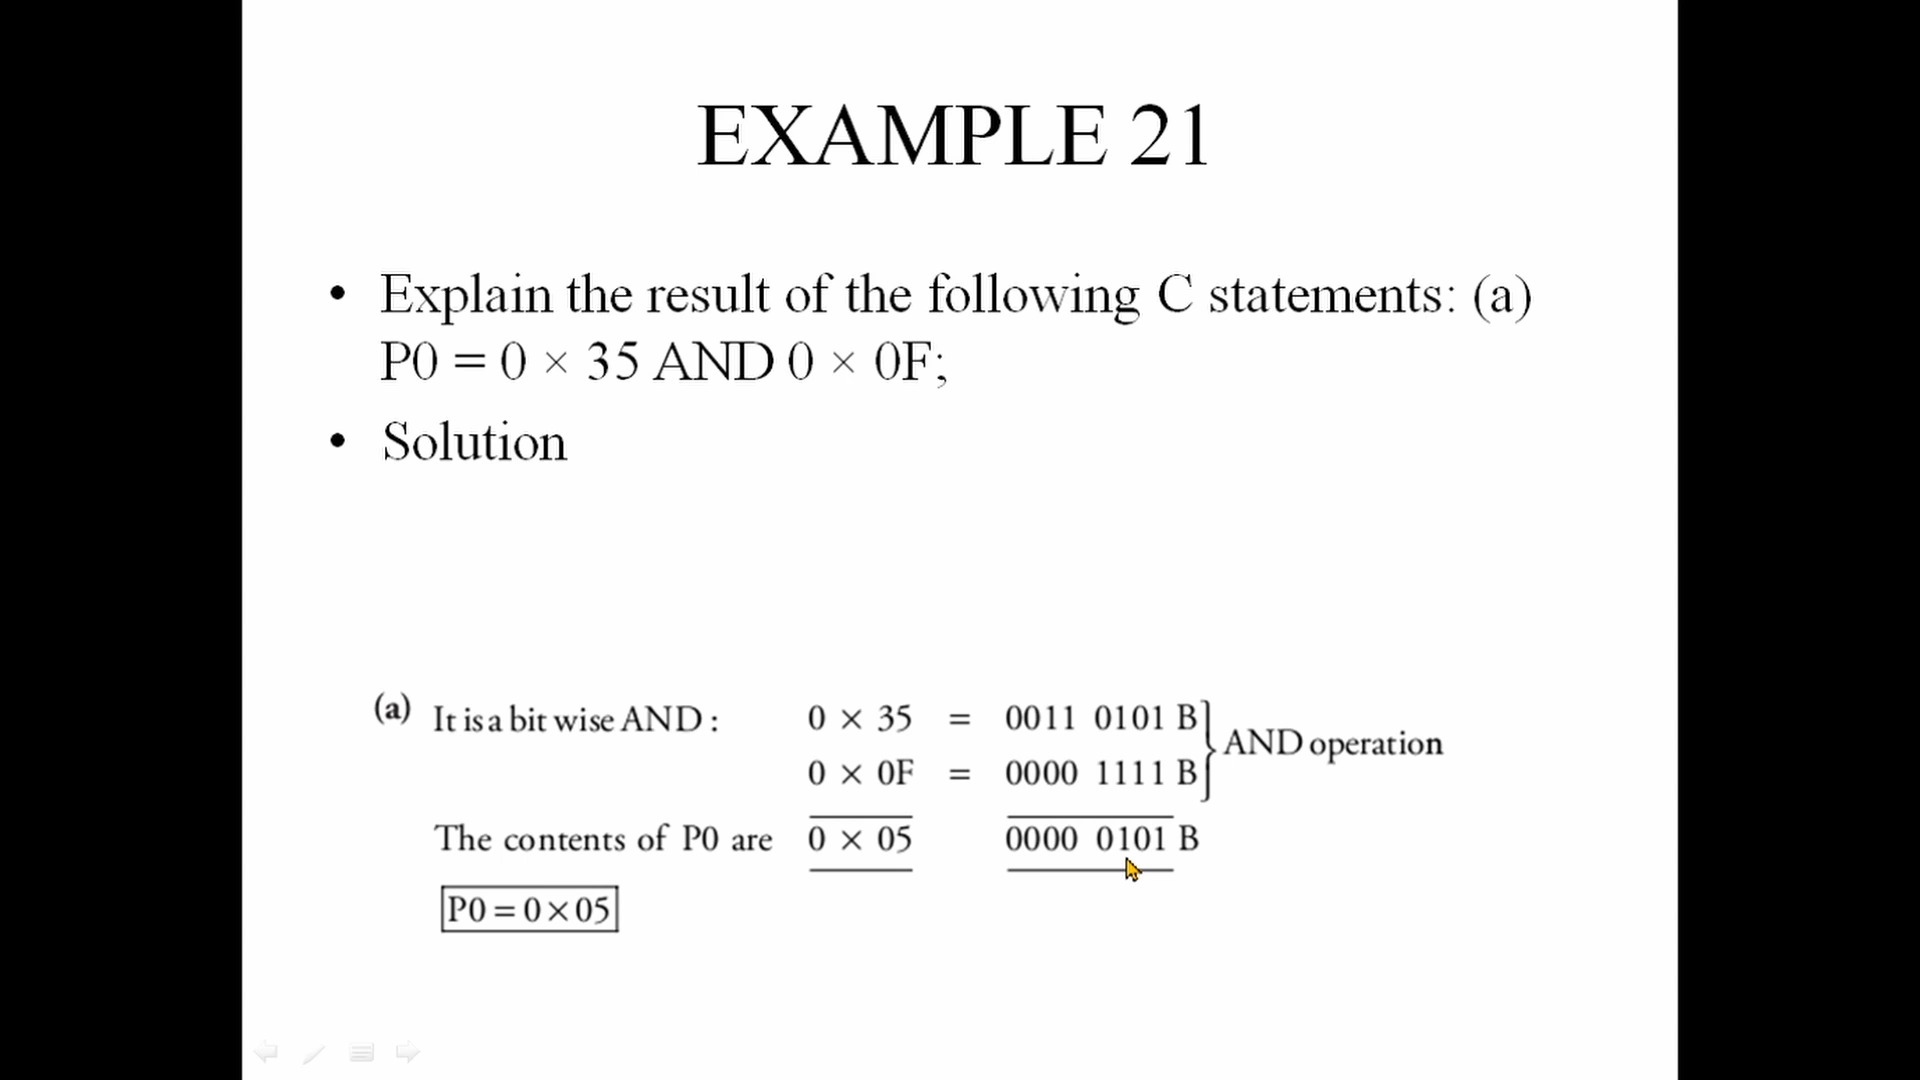 EXAMPLE 21
• Explain the result of the following C statements: (a)
P0 = 0 × 35 AND 0 × 0F;
• Solution
(a) It is a bit wise AND : 0 × 35 = 0011 0101 B
AND operation
0 × 0F = 0000 1111 B
The contents of P0 are 0 × 05 0000 0101 B
P0 = 0 × 05